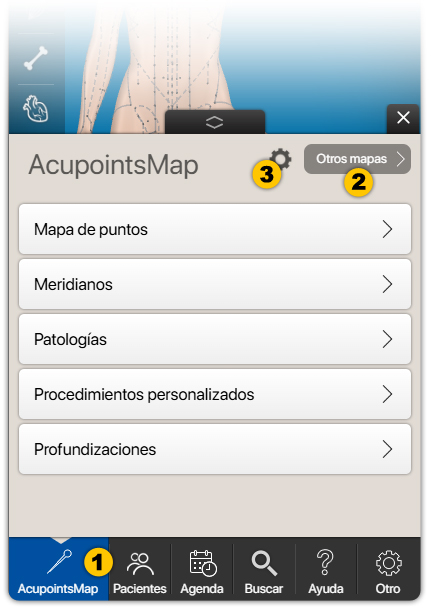 AcupointsMap
3
Otros mapas
2
Mapa de puntos
Meridianos
Patologías
Procedimientos personalizados
Profundizaciones
1
AcupointsMap
Pacientes
Agenda
Buscar
?
Ayuda
Otro